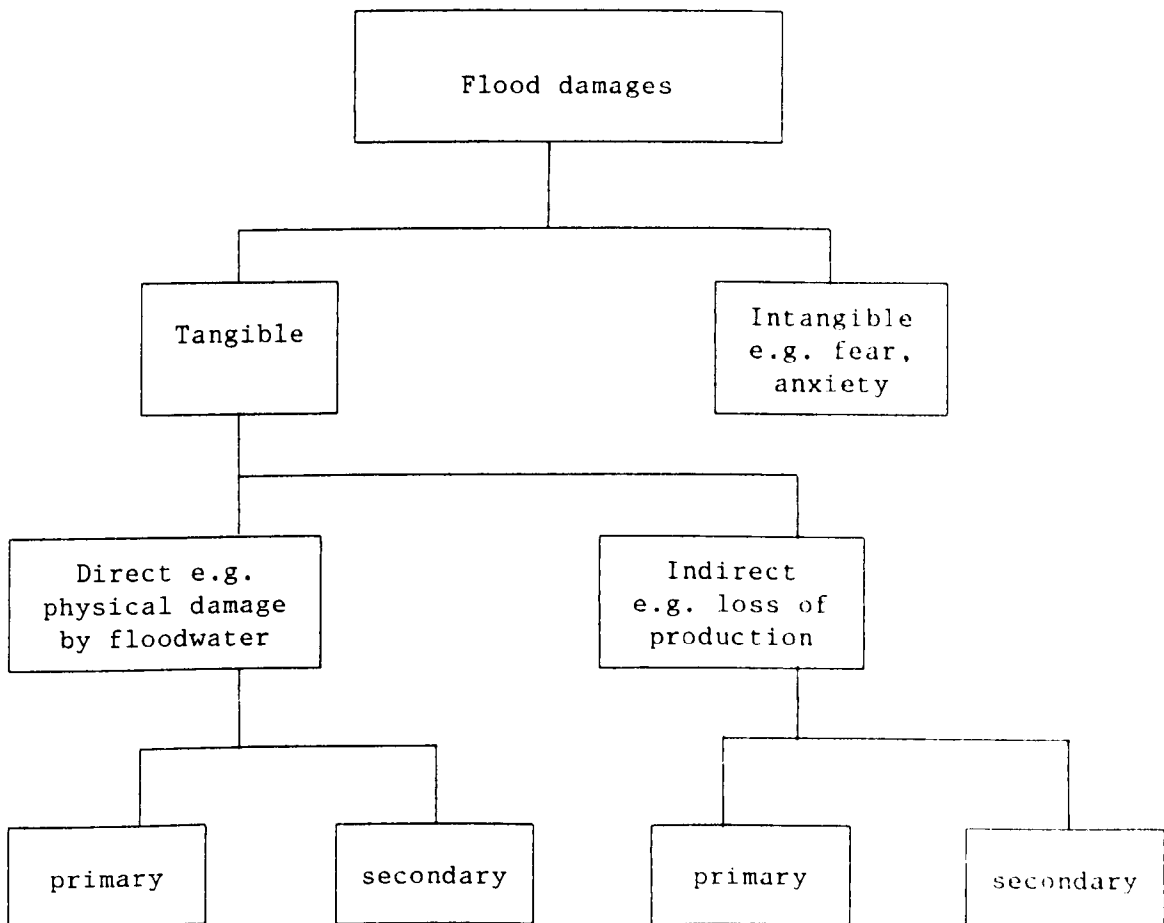 Flood damages
Tangible
Intangible
e.g. fear,
anxiety
Direct e.g.
physical damage
by floodwater
Indirect
e.g. loss of
production
primary
secondary
primary
secondary